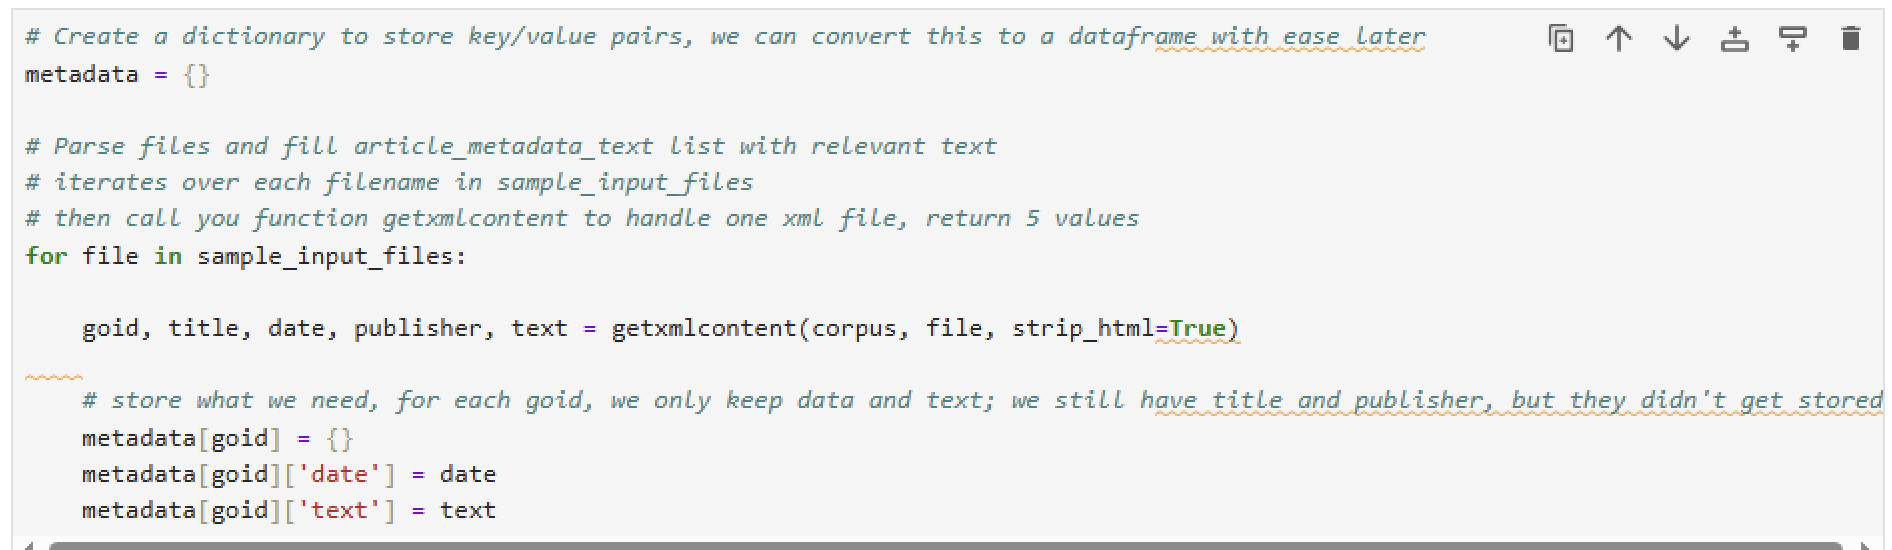 # Create a dictionary to store key/value pairs, we can convert this to a dataframe with ease later
metadata = {}
# Parse files and fill article_metadata_text list with relevant text
# iterates over each filename in sample_input_files
# then call you function getxmlcontent to handle one xml file, return 5 values
for file in sample_input_files:
    goid, title, date, publisher, text = getxmlcontent(corpus, file, strip_html=True)
    # store what we need, for each goid, we only keep data and text; we still have title and publisher, but they didn't get stored
    metadata[goid] = {}
    metadata[goid]['date'] = date
    metadata[goid]['text'] = text